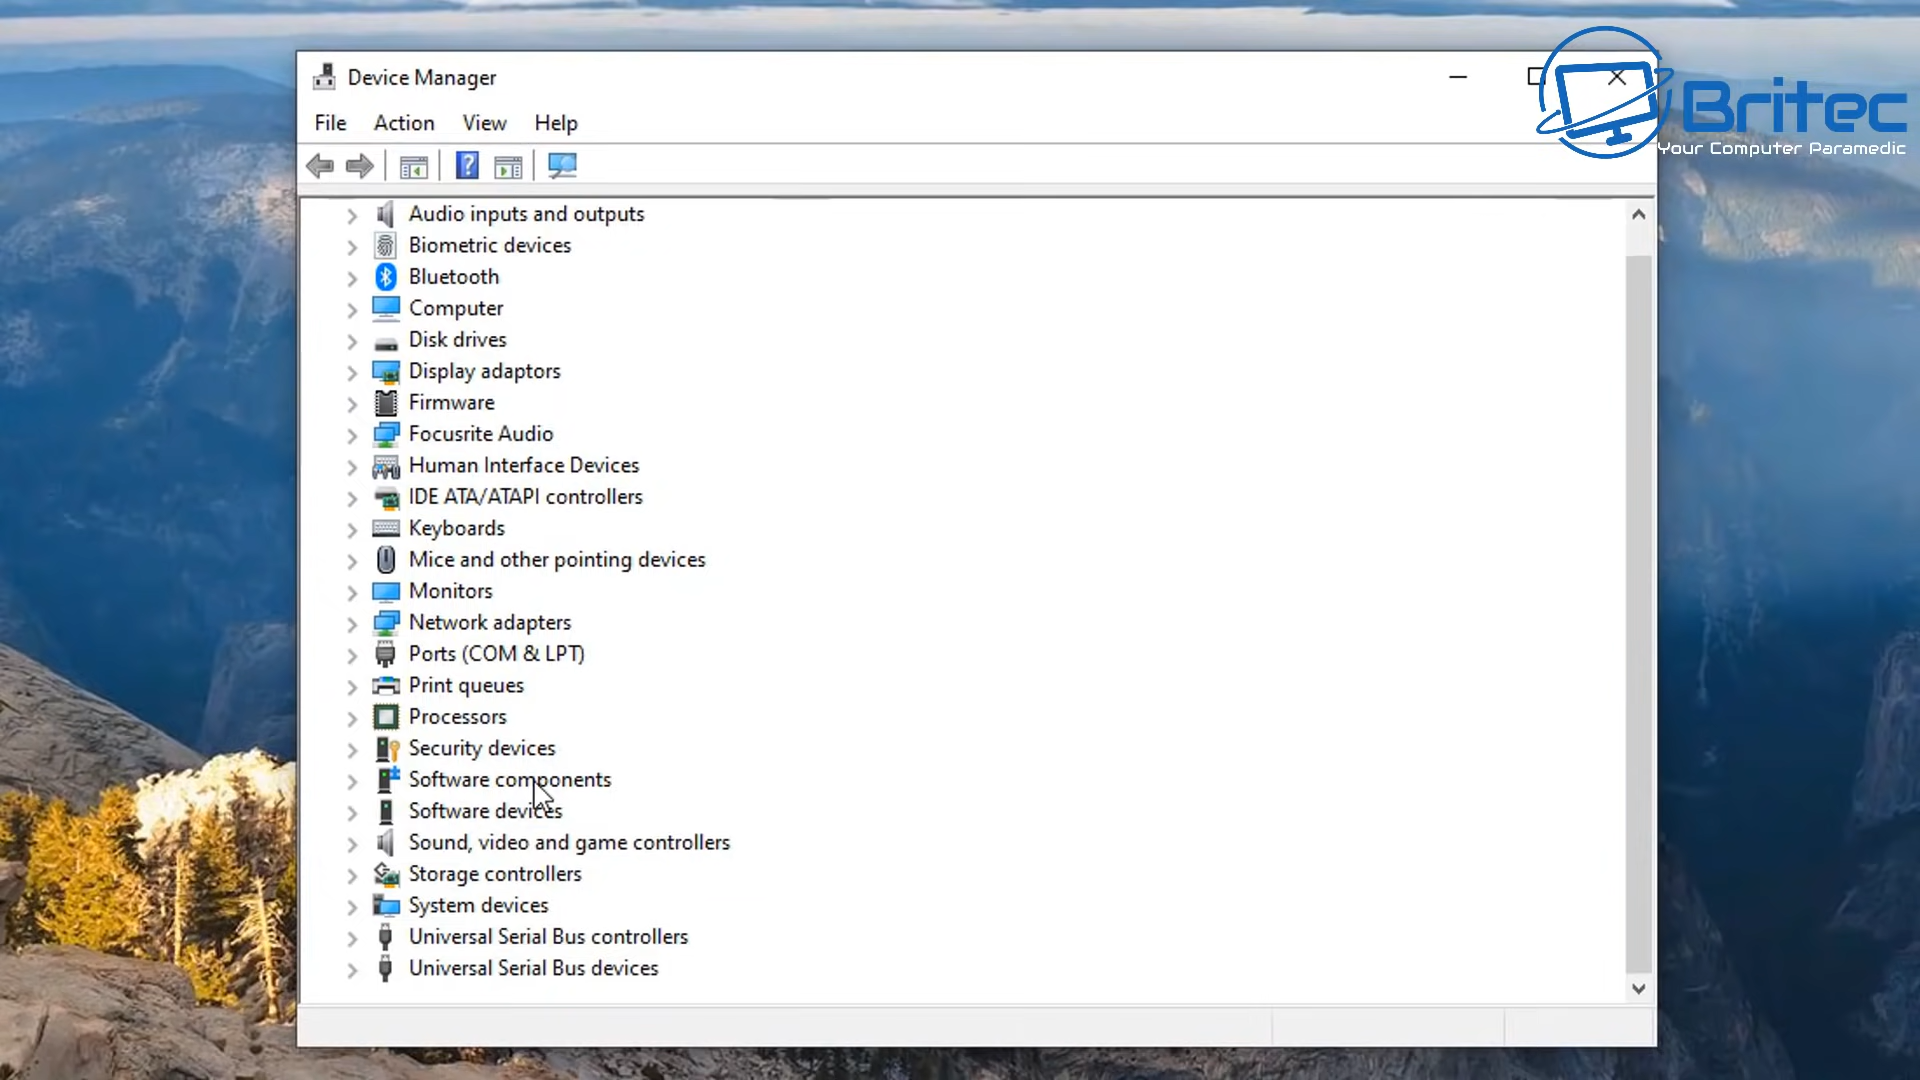 Device Manager
Britec
Your Computer Paramedic
File Action View Help
Audio inputs and outputs
Biometric devices
Bluetooth
Computer
Disk drives
Display adaptors
Firmware
Focusrite Audio
Human Interface Devices
IDE ATA/ATAPI controllers
Keyboards
Mice and other pointing devices
Monitors
Network adapters
Ports (COM & LPT)
Print queues
Processors
Security devices
Software components
Software devices
Sound, video and game controllers
Storage controllers
System devices
Universal Serial Bus controllers
Universal Serial Bus devices